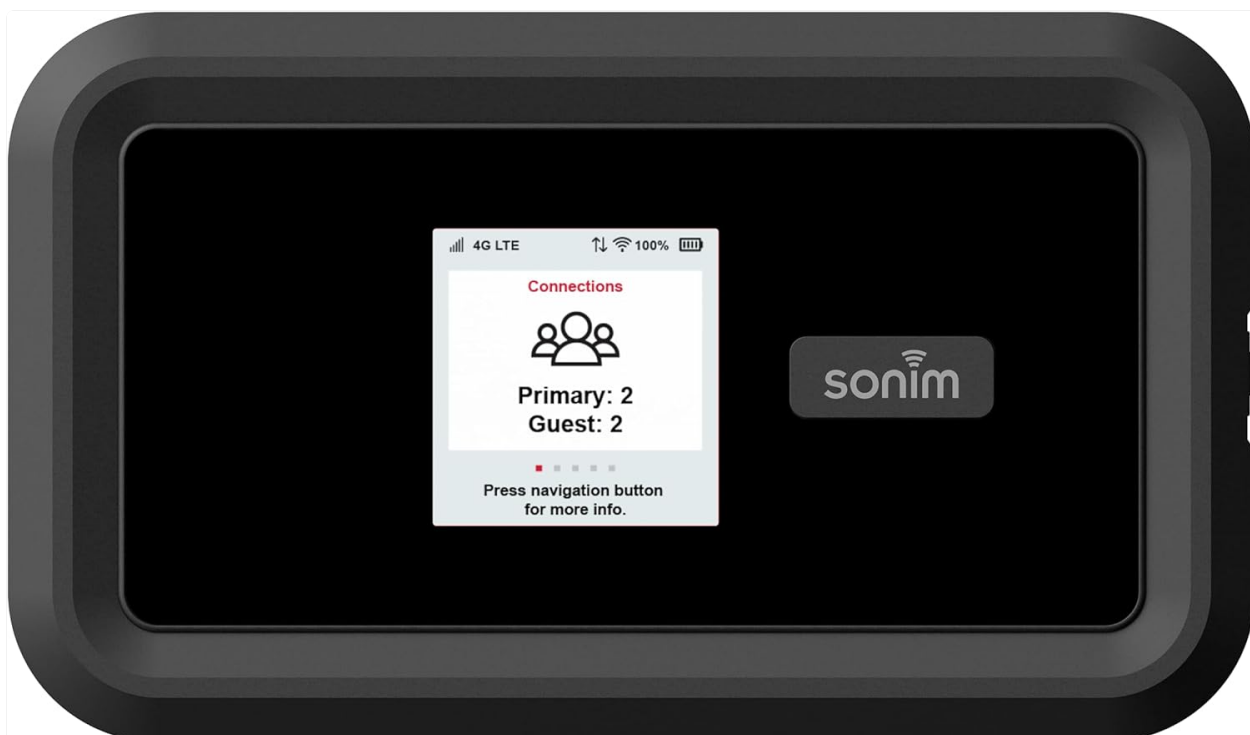 4G LTE 100%
Connections
Primary: 2
Guest: 2
Press navigation button
for more info.
sonim